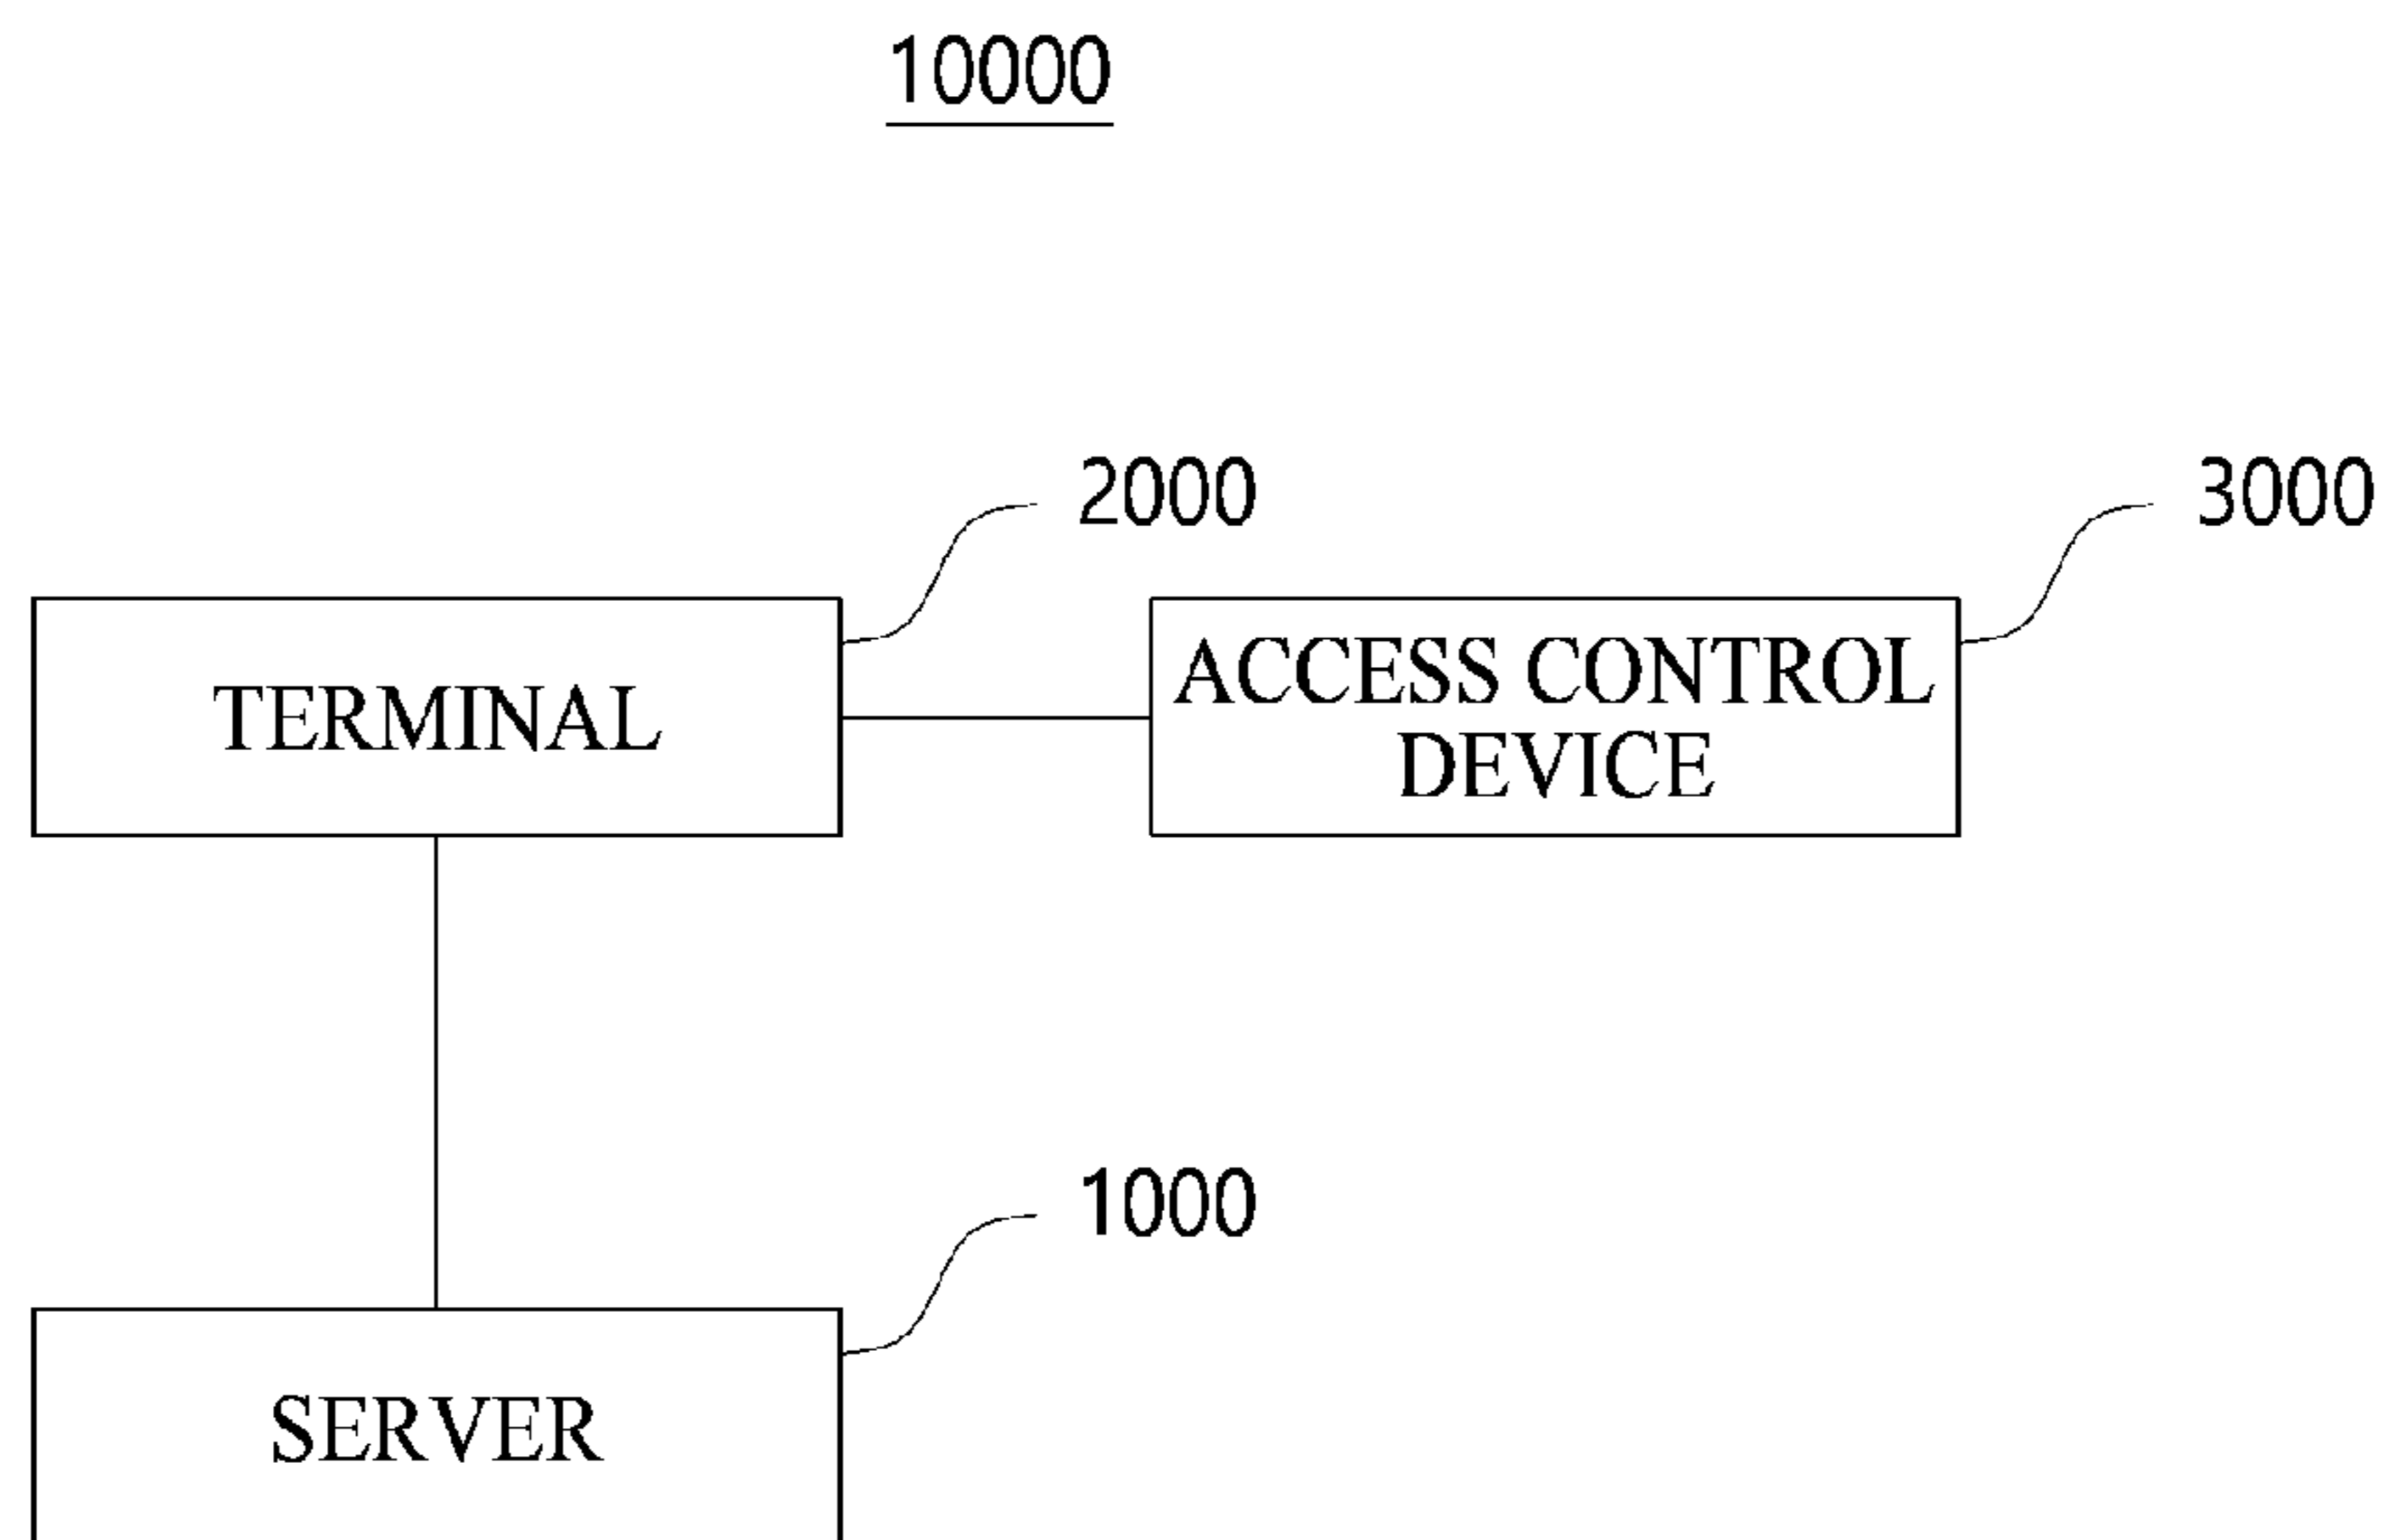 10000
2000
3000
TERMINAL
ACCESS CONTROL
DEVICE
1000
SERVER